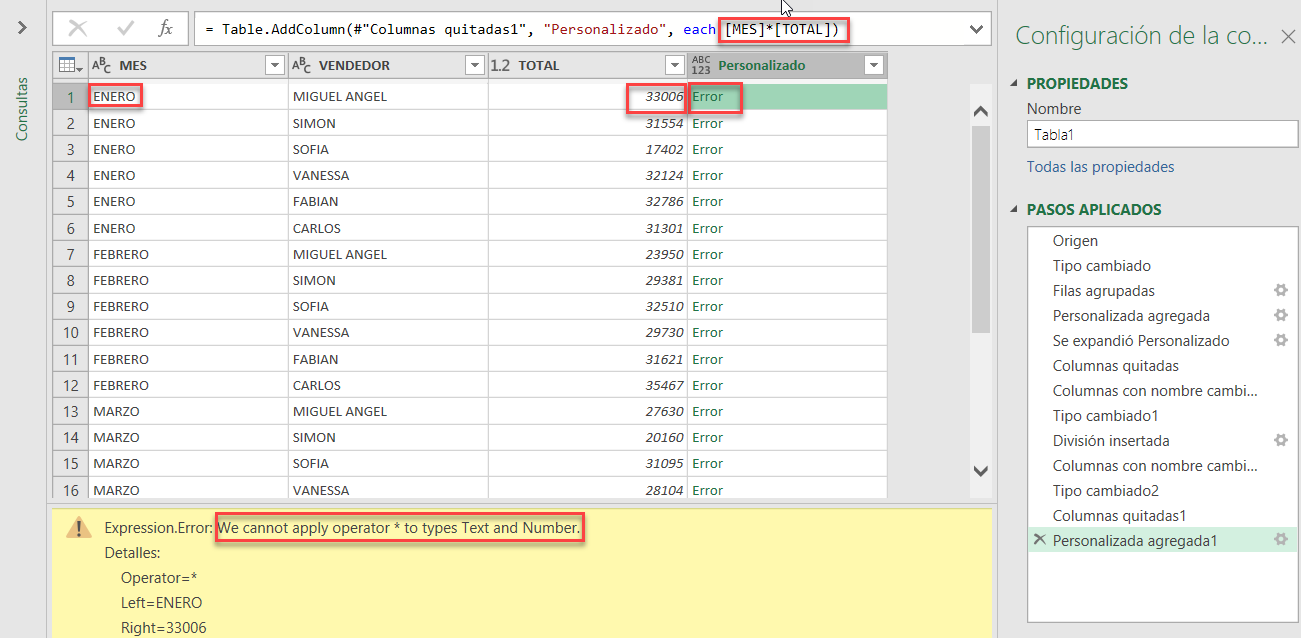 = Table.AddColumn(#"Columnas quitadas1", "Personalizado", each [MES]*[TOTAL])
fx
Consultas
ABC MES ABC VENDEDOR 1.2 TOTAL ABC 123 Personalizado
1 ENERO MIGUEL ANGEL 33006 Error
2 ENERO SIMON 31554 Error
3 ENERO SOFIA 17402 Error
4 ENERO VANESSA 32124 Error
5 ENERO FABIAN 32786 Error
6 ENERO CARLOS 31301 Error
7 FEBRERO MIGUEL ANGEL 23950 Error
8 FEBRERO SIMON 29381 Error
9 FEBRERO SOFIA 32510 Error
10 FEBRERO VANESSA 29730 Error
11 FEBRERO FABIAN 31621 Error
12 FEBRERO CARLOS 35467 Error
13 MARZO MIGUEL ANGEL 27630 Error
14 MARZO SIMON 20160 Error
15 MARZO SOFIA 31095 Error
16 MARZO VANESSA 28104 Error
Expression.Error: We cannot apply operator * to types Text and Number.
Detalles:
Operator=*
Left=ENERO
Right=33006
Configuración de la co...
PROPIEDADES
Nombre
Tabla1
Todas las propiedades
PASOS APLICADOS
Origen
Tipo cambiado
Filas agrupadas
Personalizada agregada
Se expandió Personalizado
Columnas quitadas
Columnas con nombre cambi...
Tipo cambiado1
División insertada
Columnas con nombre cambi...
Tipo cambiado2
Columnas quitadas1
Personalizada agregada1